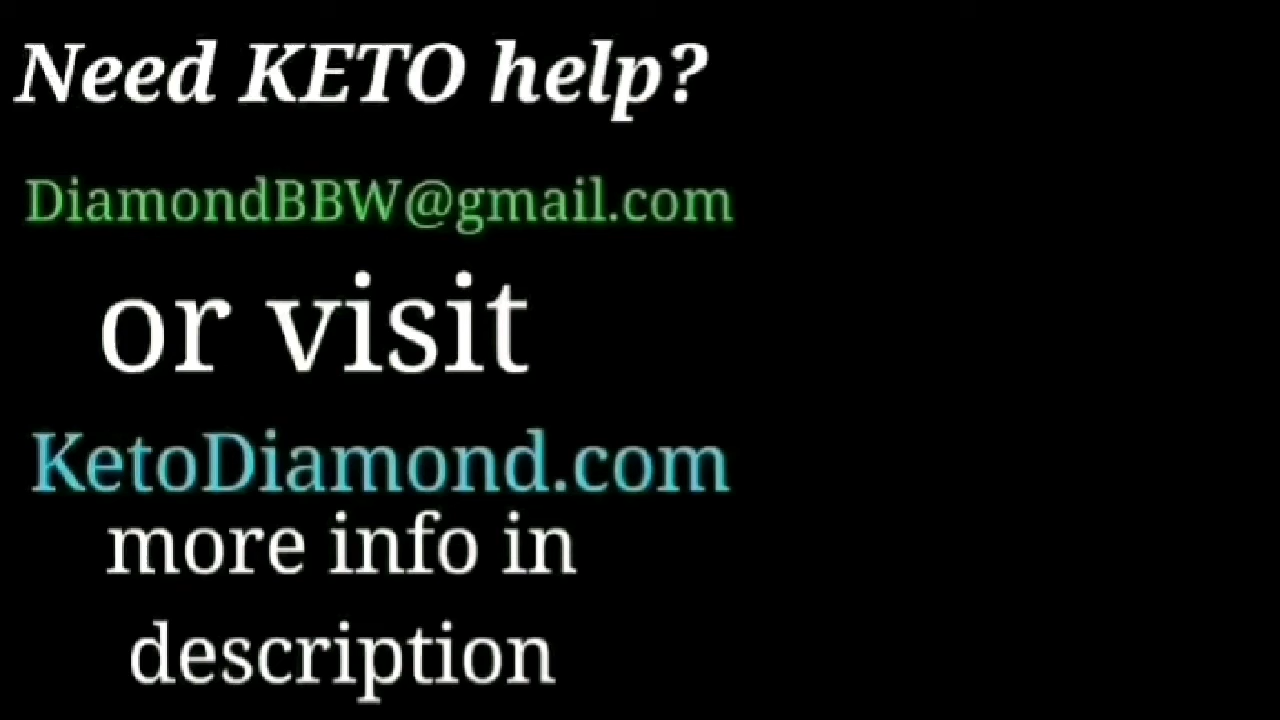 Need KETO help?
DiamondBBW@gmail.com
or visit
KetoDiamond.com
more info in
description